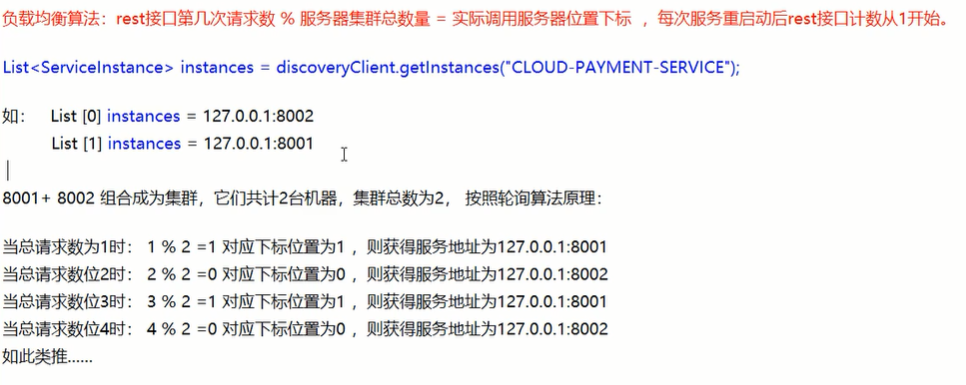 负载均衡算法：rest接口第几次请求数 % 服务器集群总数量 = 实际调用服务器位置下标 ，每次服务重启动后rest接口计数从1开始。
List<ServiceInstance> instances = discoveryClient.getInstances("CLOUD-PAYMENT-SERVICE");
如： List [0] instances = 127.0.0.1:8002
List [1] instances = 127.0.0.1:8001
8001+ 8002 组合成为集群，它们共计2台机器，集群总数为2， 按照轮询算法原理：
当总请求数为1时： 1 % 2 =1 对应下标位置为1 ，则获得服务地址为127.0.0.1:8001
当总请求数位2时： 2 % 2 =0 对应下标位置为0 ，则获得服务地址为127.0.0.1:8002
当总请求数位3时： 3 % 2 =1 对应下标位置为1 ，则获得服务地址为127.0.0.1:8001
当总请求数位4时： 4 % 2 =0 对应下标位置为0 ，则获得服务地址为127.0.0.1:8002
如此类推......